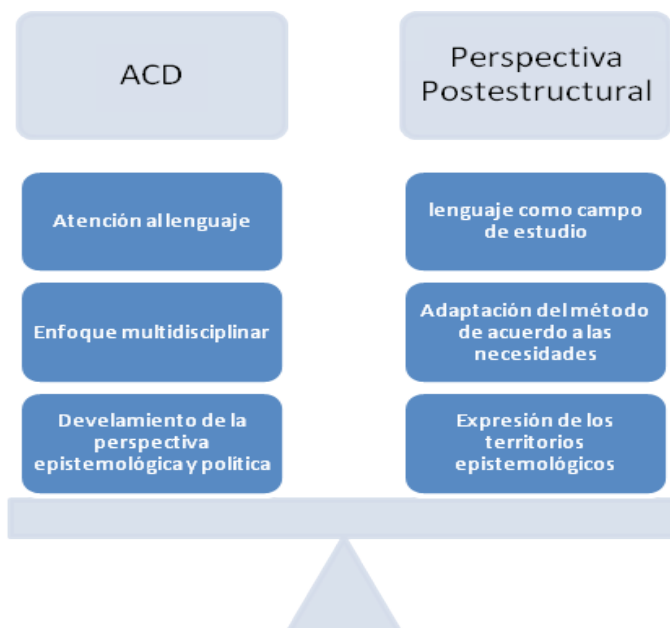 ACD
Perspectiva
Postestructural
Atención al lenguaje
lenguaje como campo
de estudio
Enfoque multidisciplinar
Adaptación del método
de acuerdo a las
necesidades
Develamiento de la
perspectiva
epistemológica y política
Expresión de los
territorios
epistemológicos